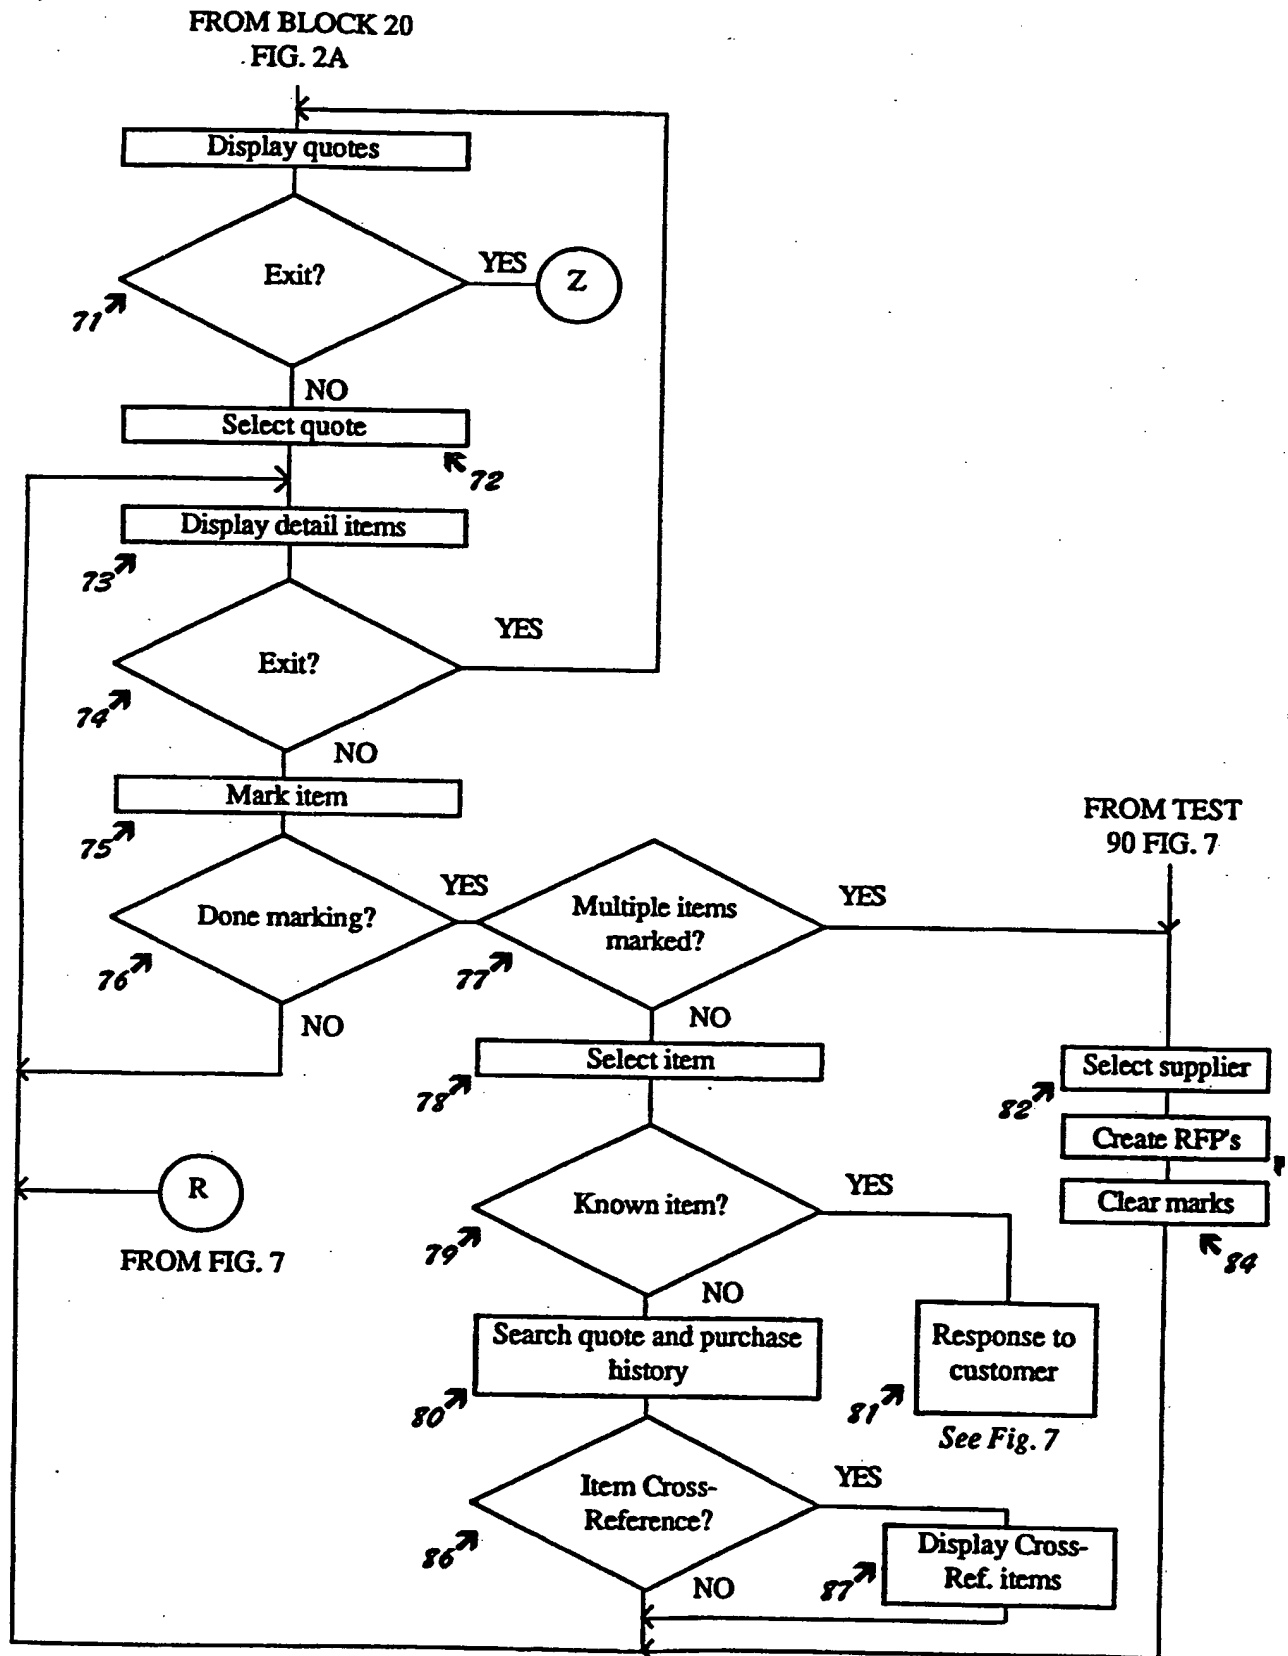 FROM BLOCK 20
FIG. 2A
Display quotes
Exit?
YES
Z
71
NO
Select quote
72
Display detail items
73
Exit?
YES
74
NO
Mark item
75
Done marking?
YES
76
NO
Multiple items
marked?
YES
77
NO
FROM TEST
90 FIG. 7
Select item
78
Select supplier
82
Create RFP's
Clear marks
84
R
FROM FIG. 7
Known item?
YES
79
NO
Search quote and purchase
history
80
Response to
customer
81
See Fig. 7
Item Cross-
Reference?
YES
86
NO
Display Cross-
Ref. items
87